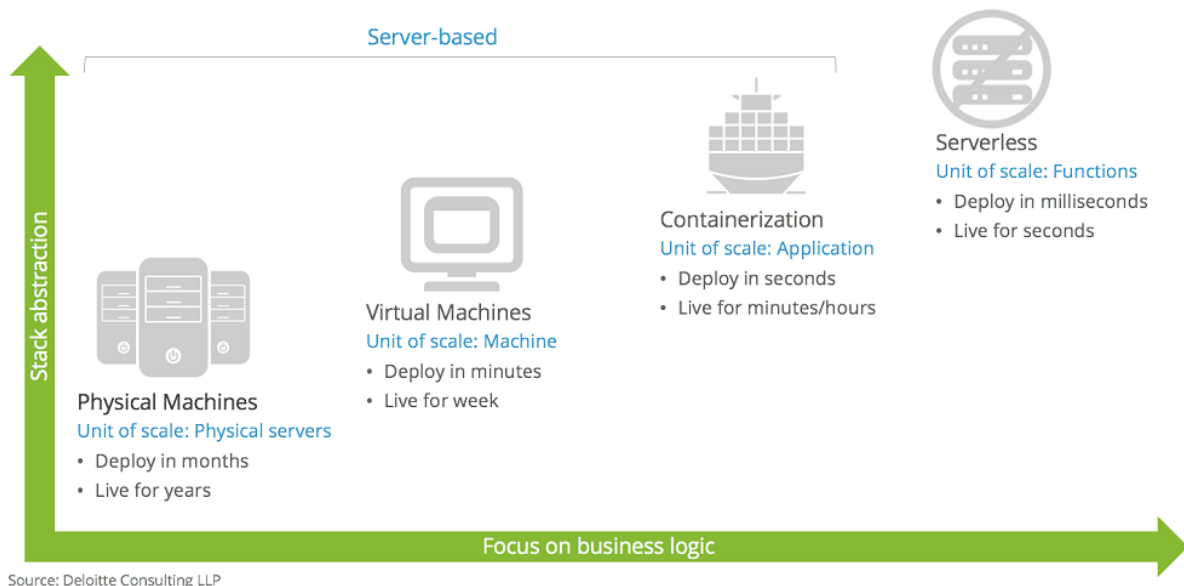 Server-based
Serverless
Unit of scale: Functions
• Deploy in milliseconds
• Live for seconds
Containerization
Unit of scale: Application
• Deploy in seconds
• Live for minutes/hours
Virtual Machines
Unit of scale: Machine
• Deploy in minutes
• Live for week
Physical Machines
Unit of scale: Physical servers
• Deploy in months
• Live for years
Stack abstraction
Focus on business logic
Source: Deloitte Consulting LLP